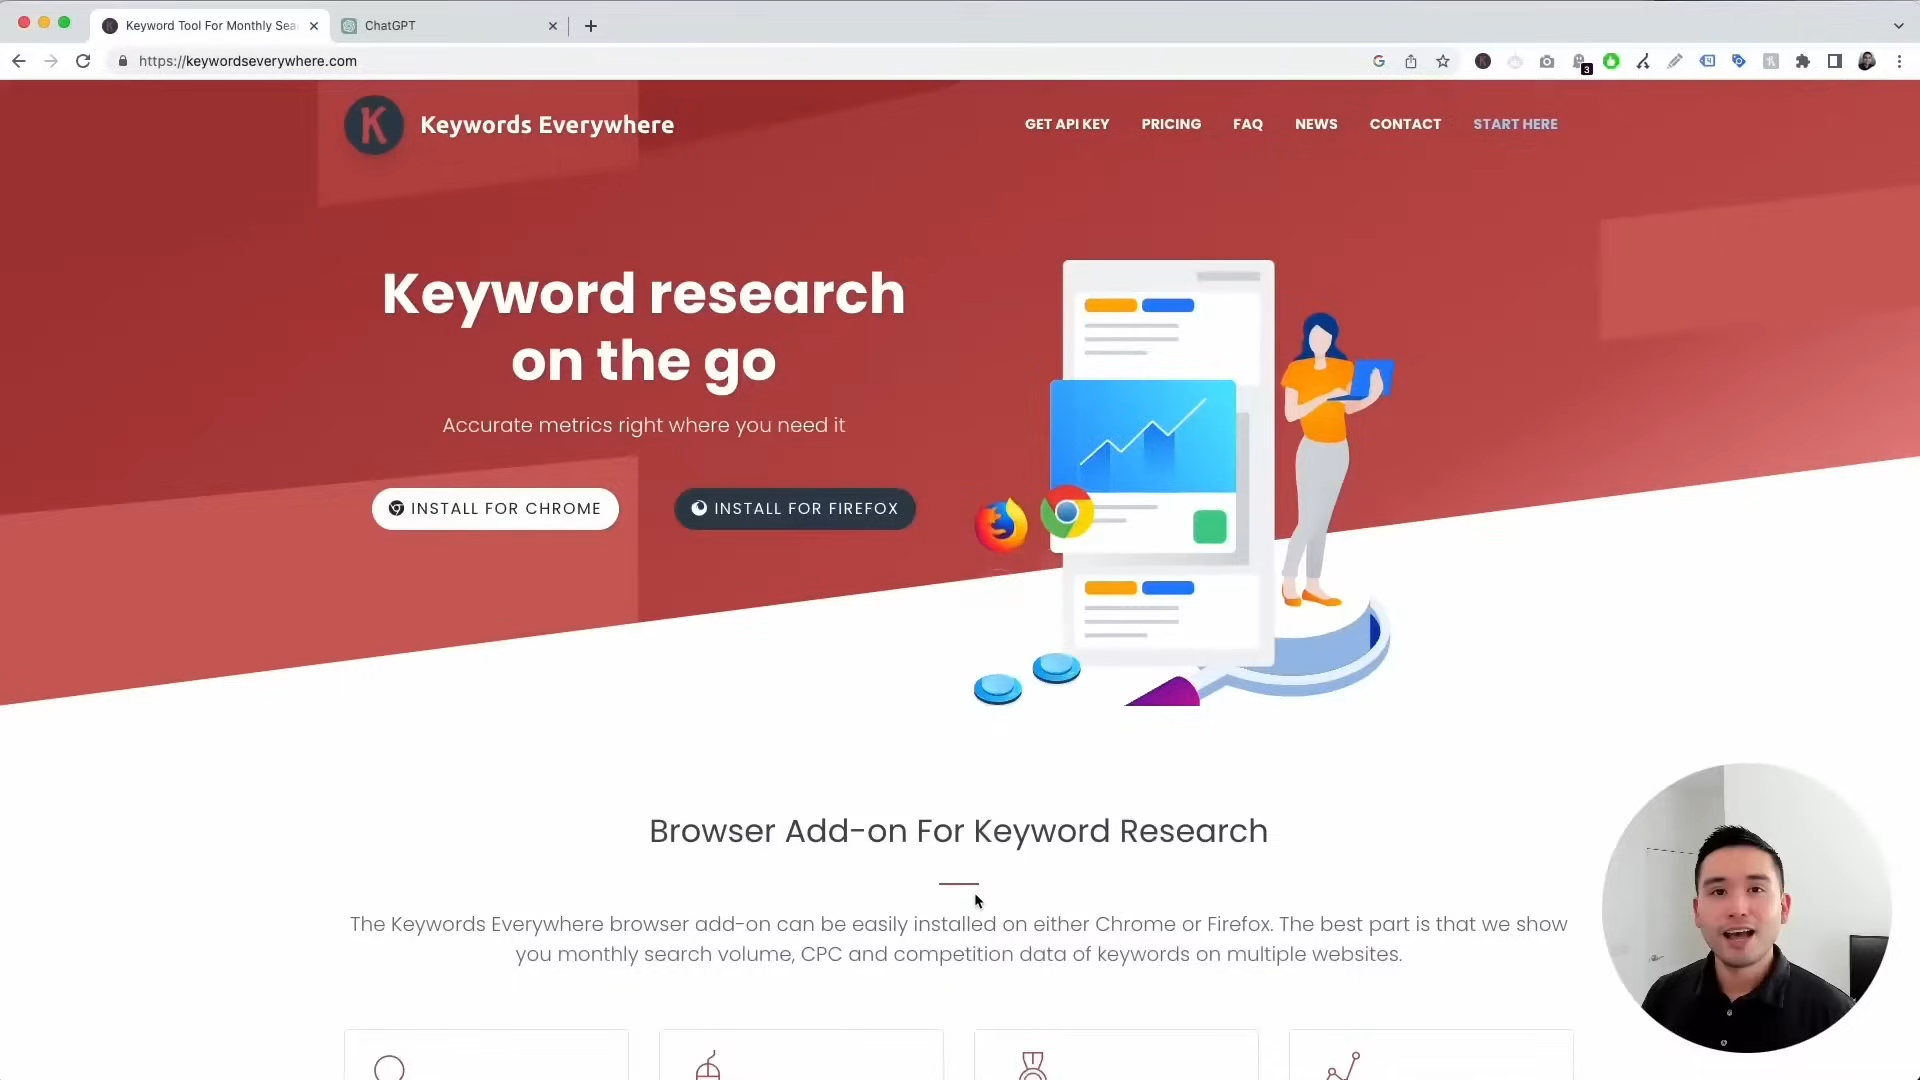 Keyword Tool For Monthly Sea
ChatGPT
https://keywordseverywhere.com
3
K
Keywords Everywhere
GET API KEY
PRICING
FAQ
NEWS
CONTACT
START HERE
Keyword research
on the go
Accurate metrics right where you need it
INSTALL FOR CHROME
INSTALL FOR FIREFOX
Browser Add-on For Keyword Research
The Keywords Everywhere browser add-on can be easily installed on either Chrome or Firefox. The best part is that we show
you monthly search volume, CPC and competition data of keywords on multiple websites.